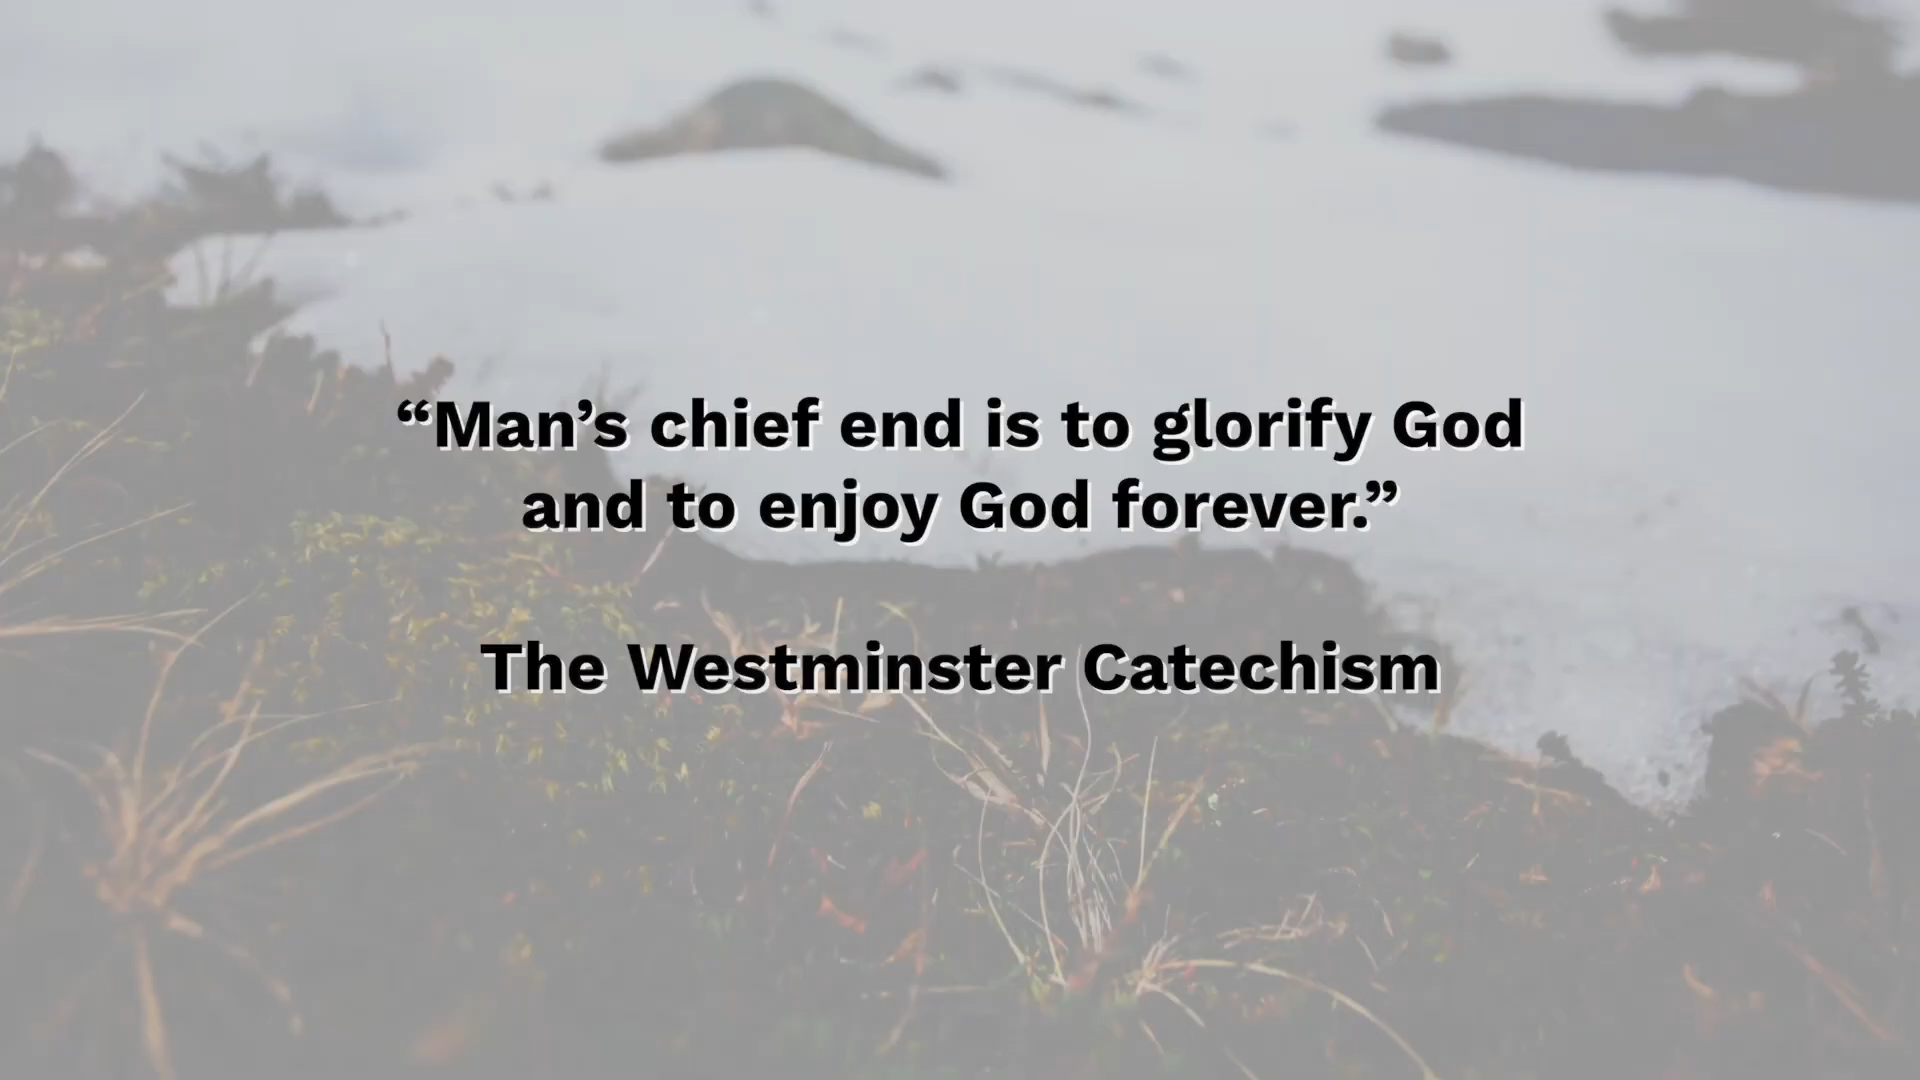 “Man’s chief end is to glorify God
and to enjoy God forever.”
The Westminster Catechism